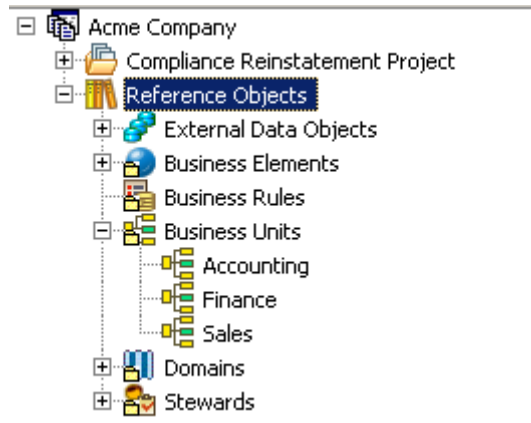 Acme Company
Compliance Reinstatement Project
Reference Objects
External Data Objects
Business Elements
Business Rules
Business Units
Accounting
Finance
Sales
Domains
Stewards